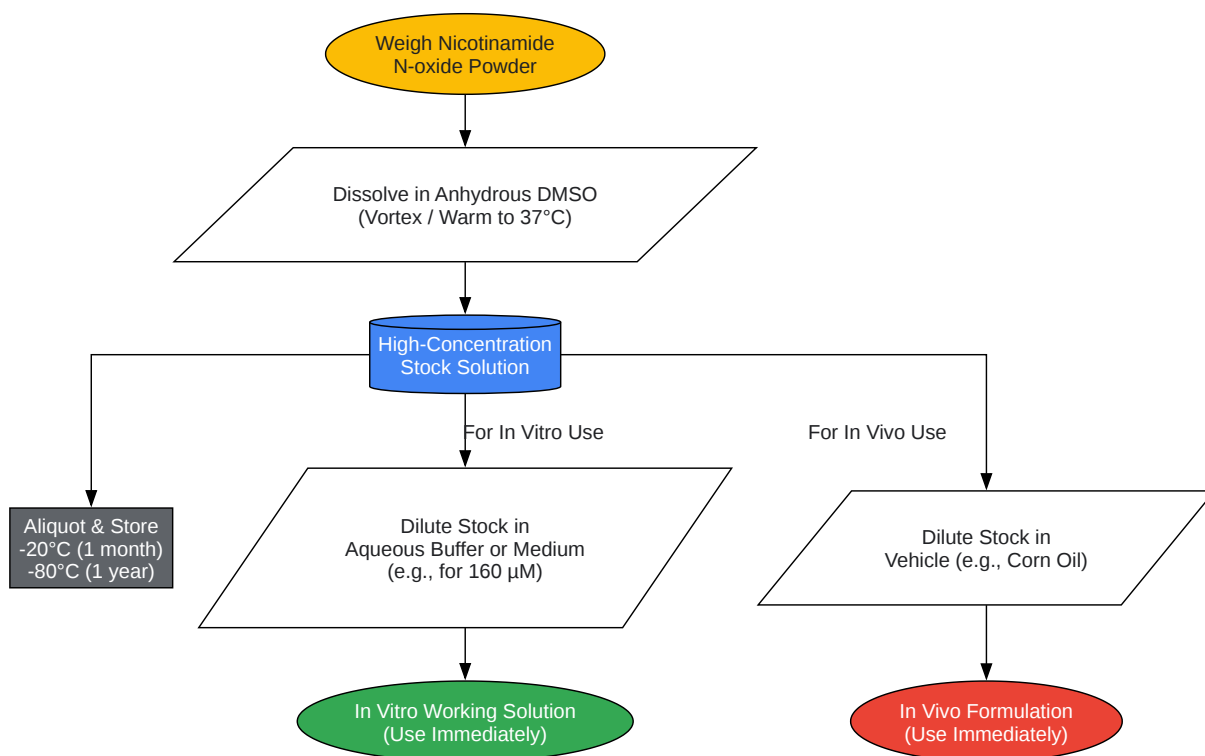 Weigh Nicotinamide
N-oxide Powder
Dissolve in Anhydrous DMSO
(Vortex / Warm to 37°C)
High-Concentration
Stock Solution
For In Vitro Use
For In Vivo Use
Aliquot & Store
-20°C (1 month)
-80°C (1 year)
Dilute Stock in
Aqueous Buffer or Medium
(e.g., for 160 µM)
Dilute Stock in
Vehicle (e.g., Corn Oil)
In Vitro Working Solution
(Use Immediately)
In Vivo Formulation
(Use Immediately)